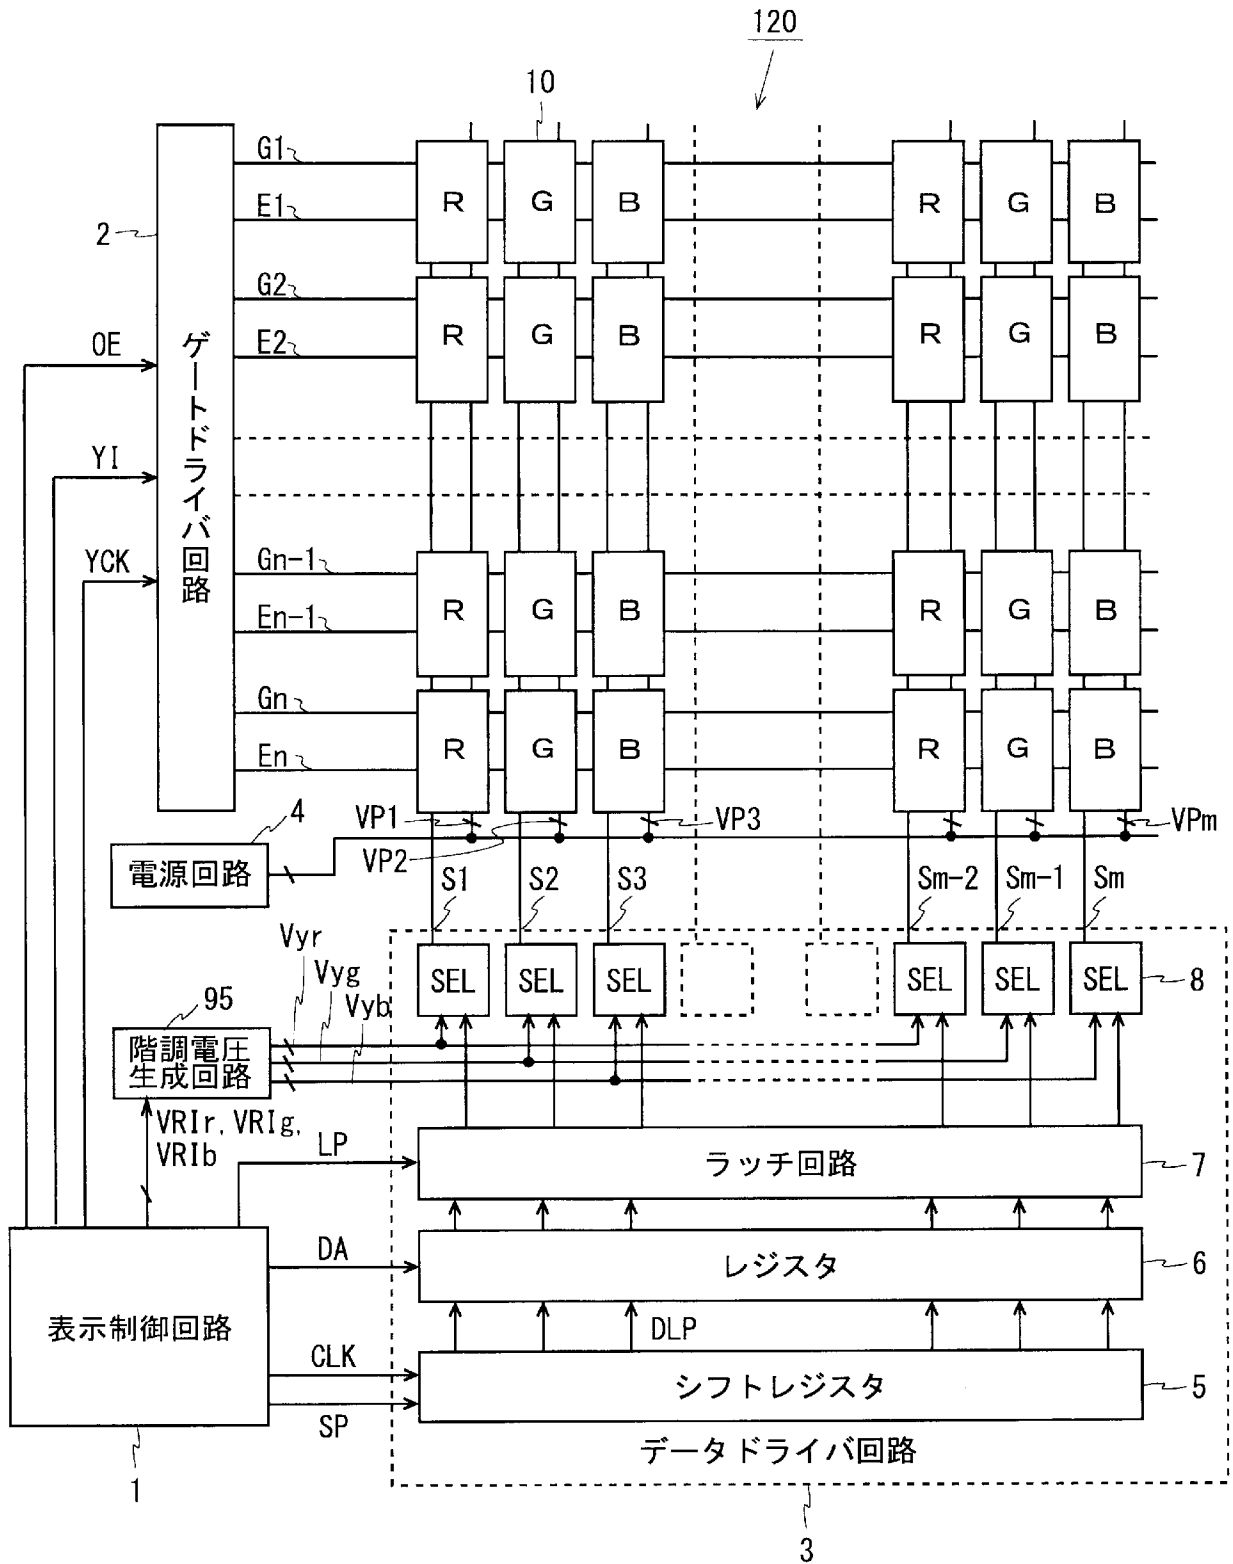 120
10
G1
R G B R G B
E1
2
G2
R G B R G B
E2
OE
ゲートドライバ回路
YI
YCK
Gn-1
R G B R G B
En-1
Gn
R G B R G B
En
4
VP1
VP2
VP3
VPm
電源回路
S1 S2 S3 Sm-2 Sm-1 Sm
Vyr
Vyg
Vyb
SEL SEL SEL SEL SEL SEL
8
95
階調電圧
生成回路
VRIr, VRIg,
VRIb
LP
ラッチ回路
7
DA
レジスタ
6
表示制御回路
DLP
CLK
シフトレジスタ
5
SP
データドライバ回路
1
3